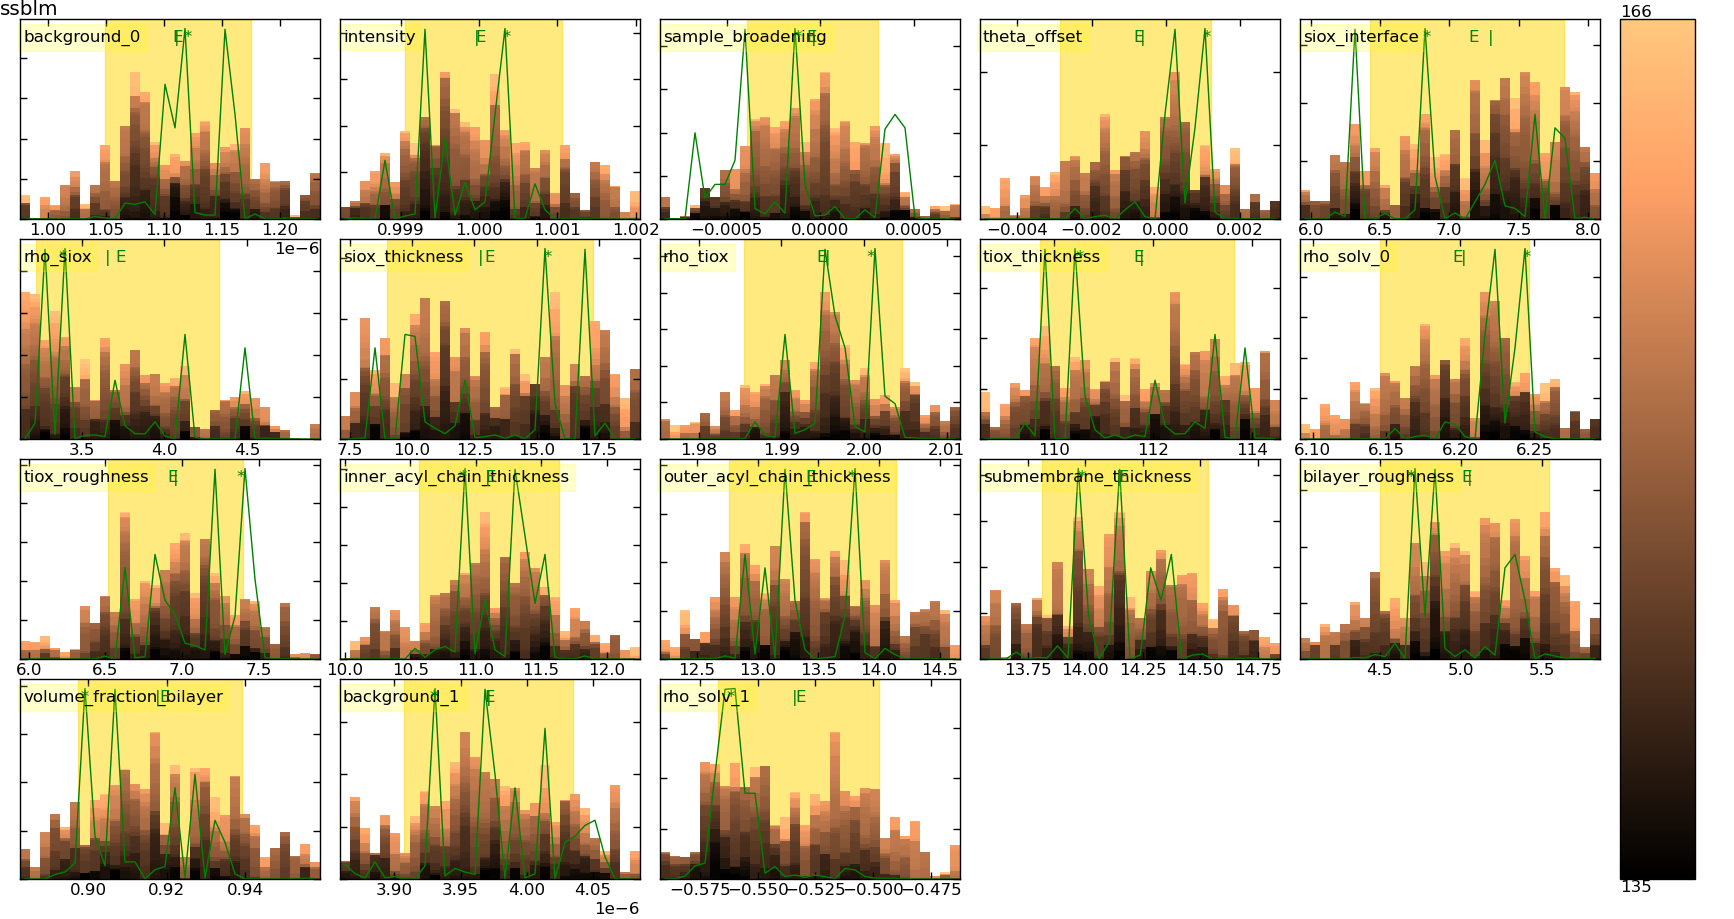 ssblm
166
background_0 |E*
intensity |E *
sample_broadening *|E
theta_offset E| *
siox_interface * E |
1.00 1.05 1.10 1.15 1.20
0.999 1.000 1.001 1.002
−0.0005 0.0000 0.0005
−0.004 −0.002 0.000 0.002
6.0 6.5 7.0 7.5 8.0
1e−6
rho_siox * | E
siox_thickness |E *
rho_tiox E| *
tiox_thickness * E|
rho_solv_0 E| *
3.5 4.0 4.5
7.5 10.0 12.5 15.0 17.5
1.98 1.99 2.00 2.01
110 112 114
6.10 6.15 6.20 6.25
tiox_roughness E| *
inner_acyl_chain_thickness * |E
outer_acyl_chain_thickness E| *
submembrane_thickness * |E
bilayer_roughness * E|
6.0 6.5 7.0 7.5
10.0 10.5 11.0 11.5 12.0
12.5 13.0 13.5 14.0 14.5
13.75 14.00 14.25 14.50 14.75
4.5 5.0 5.5
volume_fraction_bilayer * |E
background_1 * |E
rho_solv_1 * |E
0.90 0.92 0.94
3.90 3.95 4.00 4.05
−0.575 −0.550 −0.525 −0.500 −0.475
1e−6
135